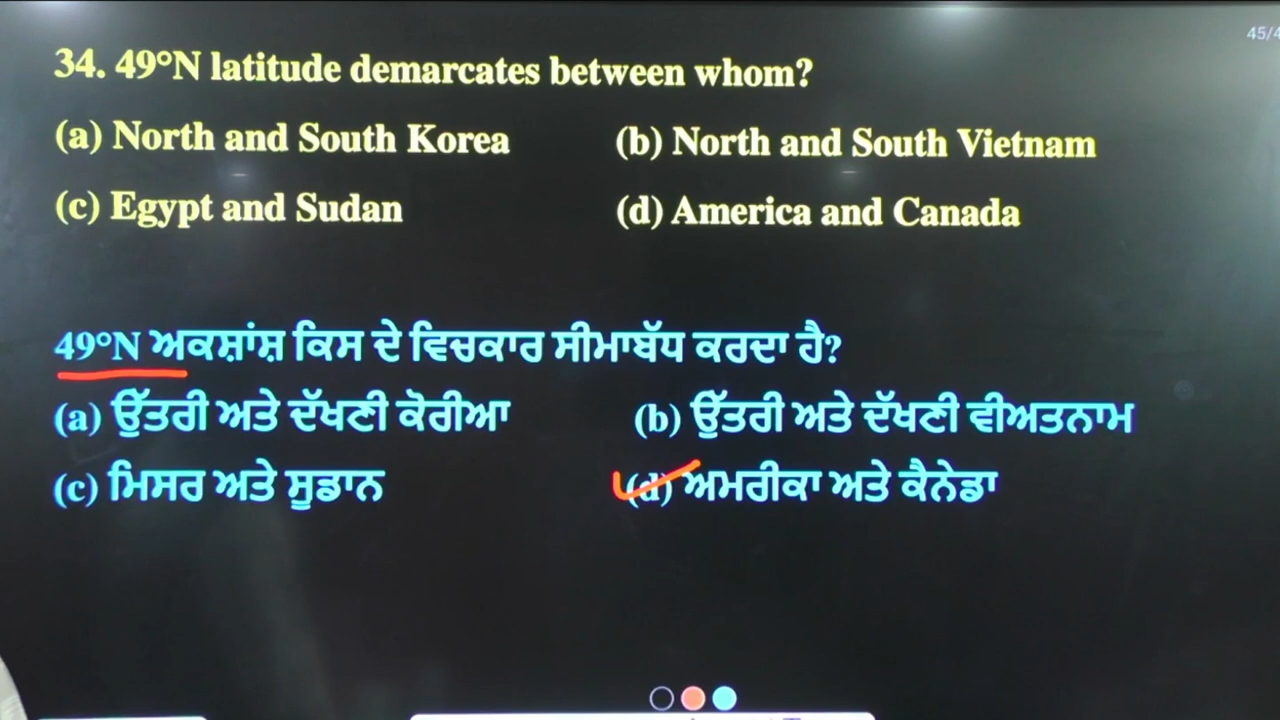 45/4
34. 49°N latitude demarcates between whom?
(a) North and South Korea (b) North and South Vietnam
(c) Egypt and Sudan (d) America and Canada
49°N ਅਕਸ਼ਾਂਸ਼ ਕਿਸ ਦੇ ਵਿਚਕਾਰ ਸੀਮਾਬੱਧ ਕਰਦਾ ਹੈ?
(a) ਉੱਤਰੀ ਅਤੇ ਦੱਖਣੀ ਕੋਰੀਆ (b) ਉੱਤਰੀ ਅਤੇ ਦੱਖਣੀ ਵੀਅਤਨਾਮ
(c) ਮਿਸਰ ਅਤੇ ਸੂਡਾਨ (d) ਅਮਰੀਕਾ ਅਤੇ ਕੈਨੇਡਾ